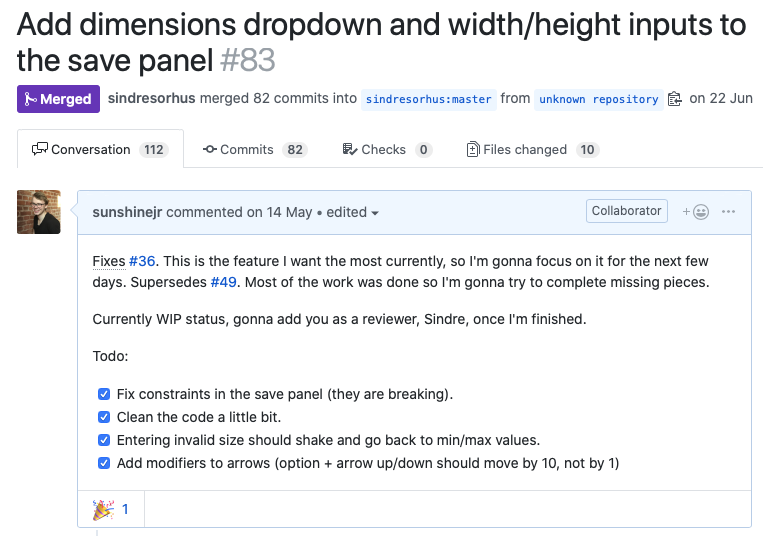 Add dimensions dropdown and width/height inputs to
the save panel #83
Merged sindresorhus merged 82 commits into sindresorhus:master from unknown repository on 22 Jun
Conversation 112 Commits 82 Checks 0 Files changed 10
sunshinejr commented on 14 May • edited Collaborator
Fixes #36. This is the feature I want the most currently, so I'm gonna focus on it for the next few
days. Supersedes #49. Most of the work was done so I'm gonna try to complete missing pieces.
Currently WIP status, gonna add you as a reviewer, Sindre, once I'm finished.
Todo:
Fix constraints in the save panel (they are breaking).
Clean the code a little bit.
Entering invalid size should shake and go back to min/max values.
Add modifiers to arrows (option + arrow up/down should move by 10, not by 1)
1